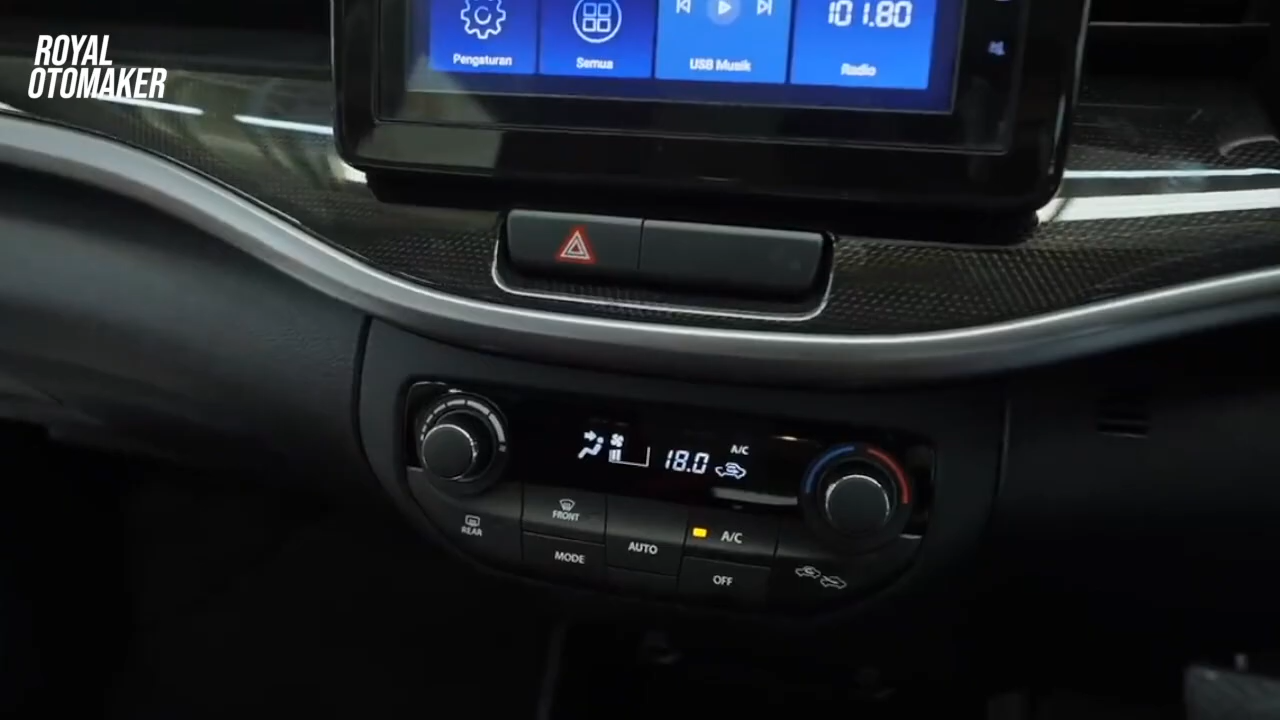 ROYAL
OTOMAKER
Pengaturan
Semua
USB Musik
101.80
Radio
A/C
18.0
FRONT
REAR
MODE
AUTO
A/C
OFF